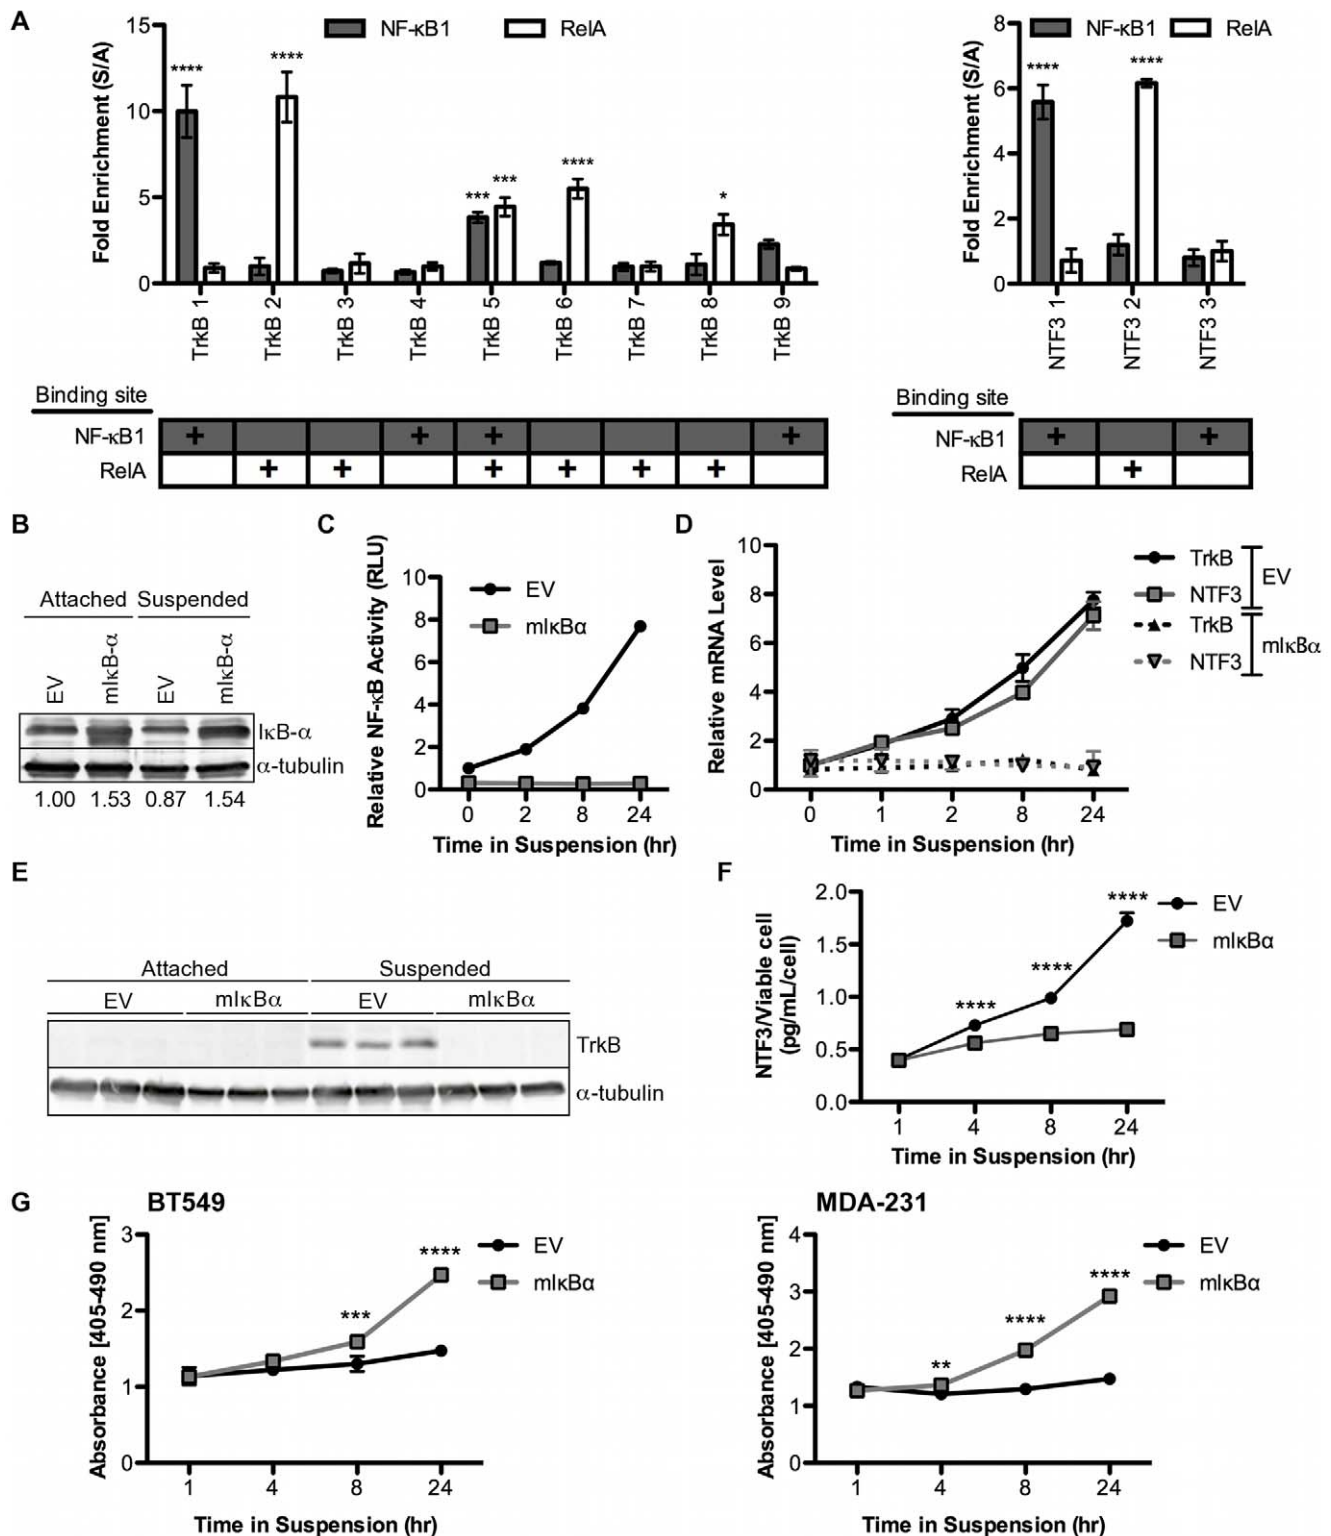 A
NF-κB1
RelA
Fold Enrichment (S/A)
15
10
5
0
****
****
***
***
****
*
TrkB 1
TrkB 2
TrkB 3
TrkB 4
TrkB 5
TrkB 6
TrkB 7
TrkB 8
TrkB 9
Binding site
NF-κB1
+ + + +
RelA
+ + + + + +
NF-κB1
RelA
Fold Enrichment (S/A)
8
6
4
2
0
****
****
NTF3 1
NTF3 2
NTF3 3
Binding site
NF-κB1
+ +
RelA
+
B
Attached Suspended
EV
mIκB-α
EV
mIκB-α
IκB-α
α-tubulin
1.00 1.53 0.87 1.54
C
Relative NF-κB Activity (RLU)
10
8
6
4
2
0
EV
mIκBα
0 2 8 24
Time in Suspension (hr)
D
Relative mRNA Level
10
8
6
4
2
0
TrkB
NTF3
EV
TrkB
NTF3
mIκBα
0 1 2 8 24
Time in Suspension (hr)
E
Attached Suspended
EV mIκBα EV mIκBα
TrkB
α-tubulin
F
NTF3/Viable cell
(pg/mL/cell)
2.0
1.5
1.0
0.5
0.0
****
****
****
EV
mIκBα
1 4 8 24
Time in Suspension (hr)
G
BT549
Absorbance [405-490 nm]
3
2
1
0
***
****
EV
mIκBα
1 4 8 24
Time in Suspension (hr)
MDA-231
Absorbance [405-490 nm]
4
3
2
1
0
**
****
****
EV
mIκBα
1 4 8 24
Time in Suspension (hr)